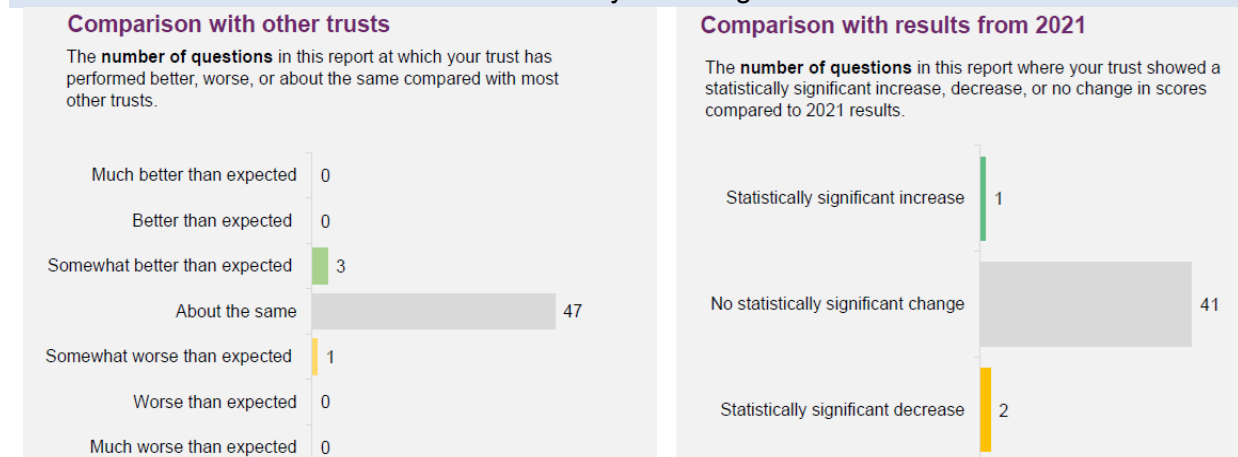 Comparison with other trusts
The number of questions in this report at which your trust has
performed better, worse, or about the same compared with most
other trusts.
Much better than expected 0
Better than expected 0
Somewhat better than expected 3
About the same 47
Somewhat worse than expected 1
Worse than expected 0
Much worse than expected 0
Comparison with results from 2021
The number of questions in this report where your trust showed a
statistically significant increase, decrease, or no change in scores
compared to 2021 results.
Statistically significant increase 1
No statistically significant change 41
Statistically significant decrease 2